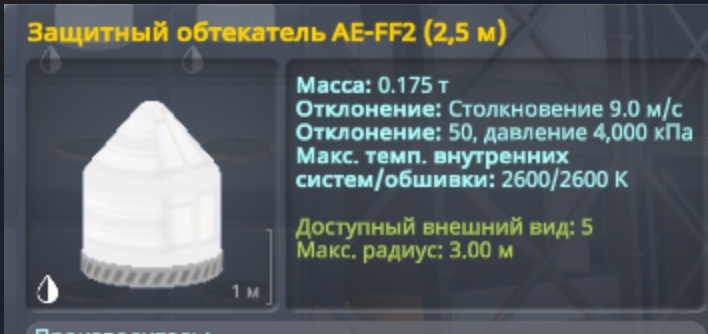 Защитный обтекатель AE-FF2 (2,5 м)
Масса: 0.175 т
Отклонение: Столкновение 9.0 м/с
Отклонение: 50, давление 4,000 кПа
Макс. темп. внутренних
систем/обшивки: 2600/2600 К
Доступный внешний вид: 5
Макс. радиус: 3.00 м
1 м